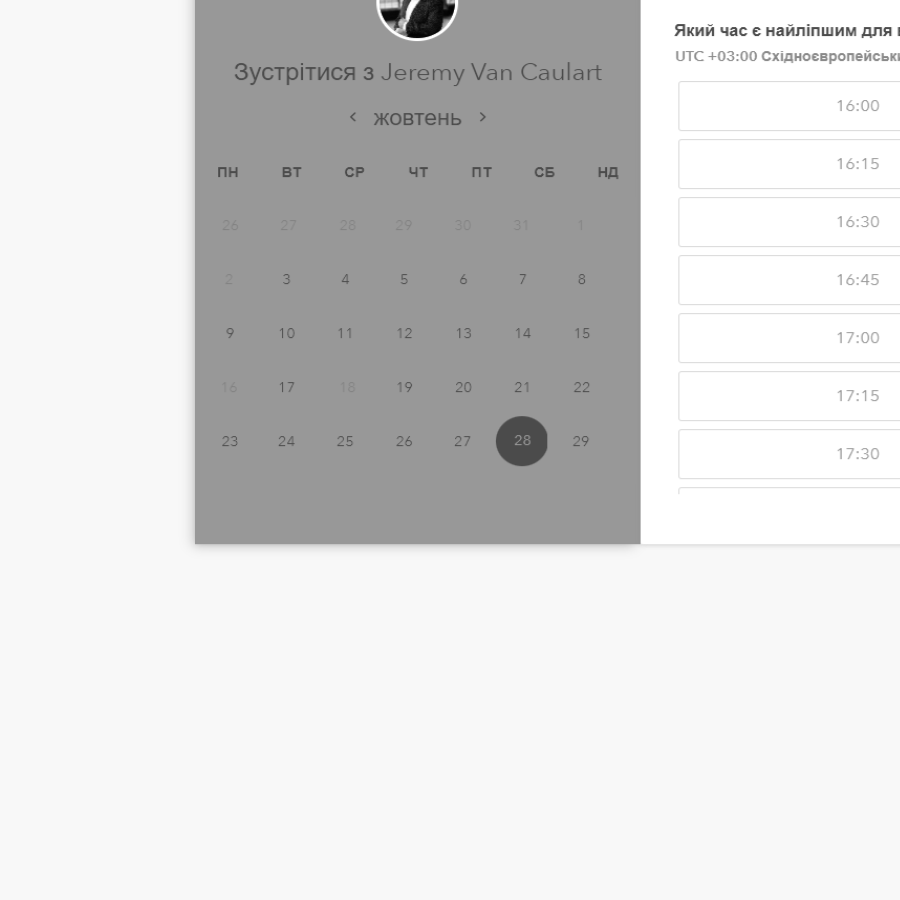 Зустрітися з Jeremy Van Caulart
жовтень
ПН ВТ СР ЧТ ПТ СБ НД
26 27 28 29 30 31 1
2 3 4 5 6 7 8
9 10 11 12 13 14 15
16 17 18 19 20 21 22
23 24 25 26 27 28 29
Який час є найліпшим для
UTC +03:00
16:00
16:15
16:30
16:45
17:00
17:15
17:30